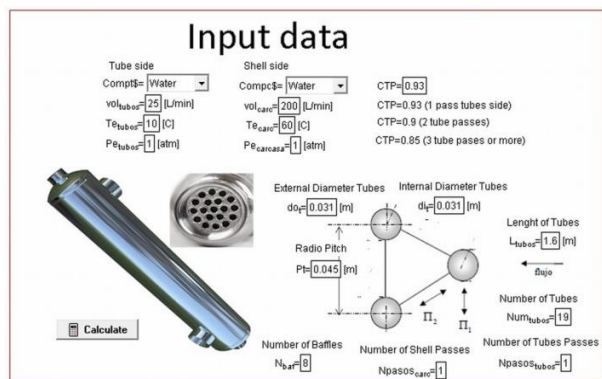 Input data
Tube side
Compt$= Water
vol_tubos= 25 [L/min]
Te_tubos= 10 [C]
Pe_tubos= 1 [atm]
Shell side
Compc$= Water
vol_carc= 200 [L/min]
Te_carc= 60 [C]
Pe_carcasa= 1 [atm]
CTP= 0.93
CTP=0.93 (1 pass tubes side)
CTP=0.9 (2 tube passes)
CTP=0.85 (3 tube pases or more)
External Diameter Tubes
do_t= 0.031 [m]
Internal Diameter Tubes
di_t= 0.031 [m]
Radio Pitch
Pt= 0.045 [m]
Lenght of Tubes
L_tubos= 1.6 [m]
flujo
Π2
Π1
Number of Tubes
Num_tubos= 19
Calculate
Number of Baffles
N_baf= 8
Number of Shell Passes
Npasos_carc= 1
Number of Tubes Passes
Npasos_tubos= 1